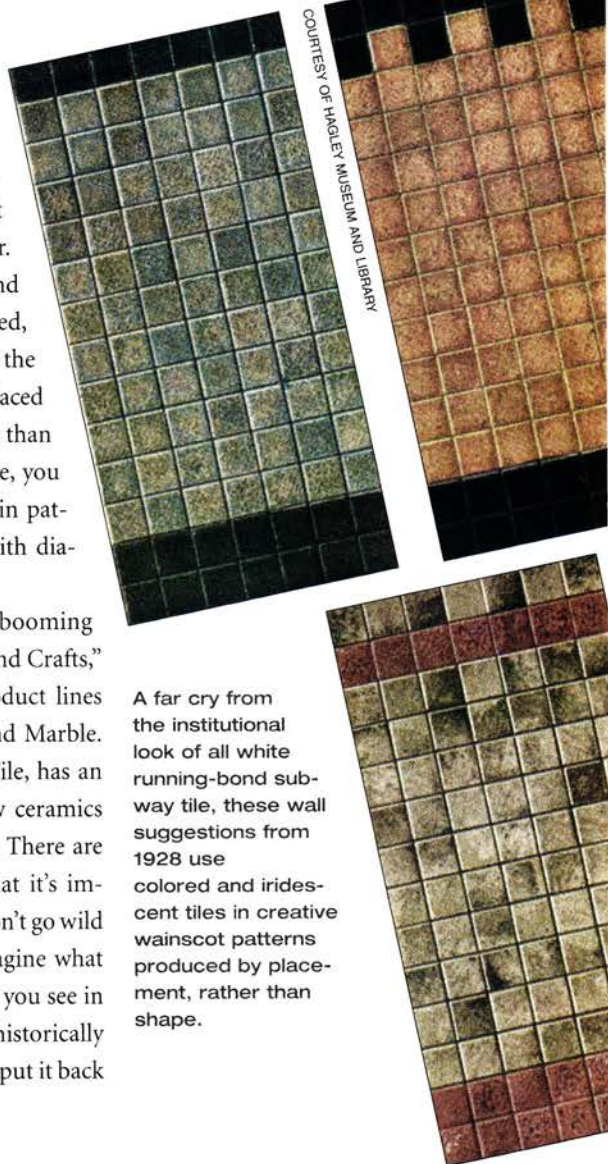 COURTESY OF HAGLEY MUSEUM AND LIBRARY
r.
nd
ed,
the
aced
than
e, you
in pat-
ith dia-
booming
nd Crafts,"
duct lines
nd Marble.
ile, has an
w ceramics
There are
at it's im-
n't go wild
agine what
you see in
historically
put it back
A far cry from
the institutional
look of all white
running-bond sub-
way tile, these wall
suggestions from
1928 use
colored and irides-
cent tiles in creative
wainscot patterns
produced by place-
ment, rather than
shape.